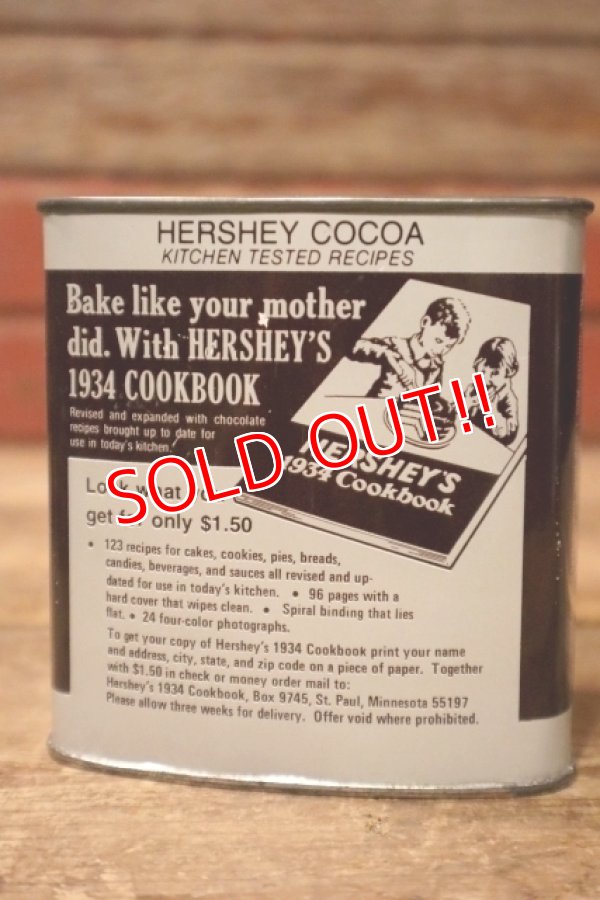 HERSHEY COCOA
KITCHEN TESTED RECIPES
Bake like your mother
did. With HERSHEY'S
1934 COOKBOOK
Revised and expanded with chocolate
recipes brought up to date for
use in today's kitchen.
HERSHEY'S
1934 Cookbook
SOLD OUT!!
Look what you
get for only $1.50
• 123 recipes for cakes, cookies, pies, breads,
candies, beverages, and sauces all revised and up-
dated for use in today's kitchen. • 96 pages with a
hard cover that wipes clean. • Spiral binding that lies
flat. • 24 four-color photographs.
To get your copy of Hershey's 1934 Cookbook print your name
and address, city, state, and zip code on a piece of paper. Together
with $1.50 in check or money order mail to:
Hershey's 1934 Cookbook, Box 9745, St. Paul, Minnesota 55197
Please allow three weeks for delivery. Offer void where prohibited.